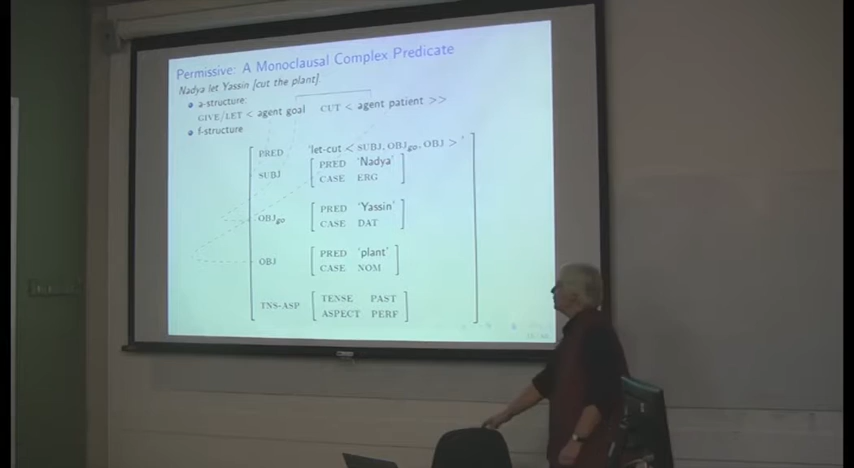 Permissive: A Monoclausal Complex Predicate
Nadya let Yassin [cut the plant]
a-structure:
GIVE/LET < agent goal CUT < agent patient >>
f-structure
PRED 'let-cut < SUBJ, OBJgo, OBJ > '
SUBJ [ PRED 'Nadya' ]
CASE ERG
OBJgo [ PRED 'Yassin' ]
CASE DAT
OBJ [ PRED 'plant' ]
CASE NOM
TNS-ASP [ TENSE PAST ]
ASPECT PERF